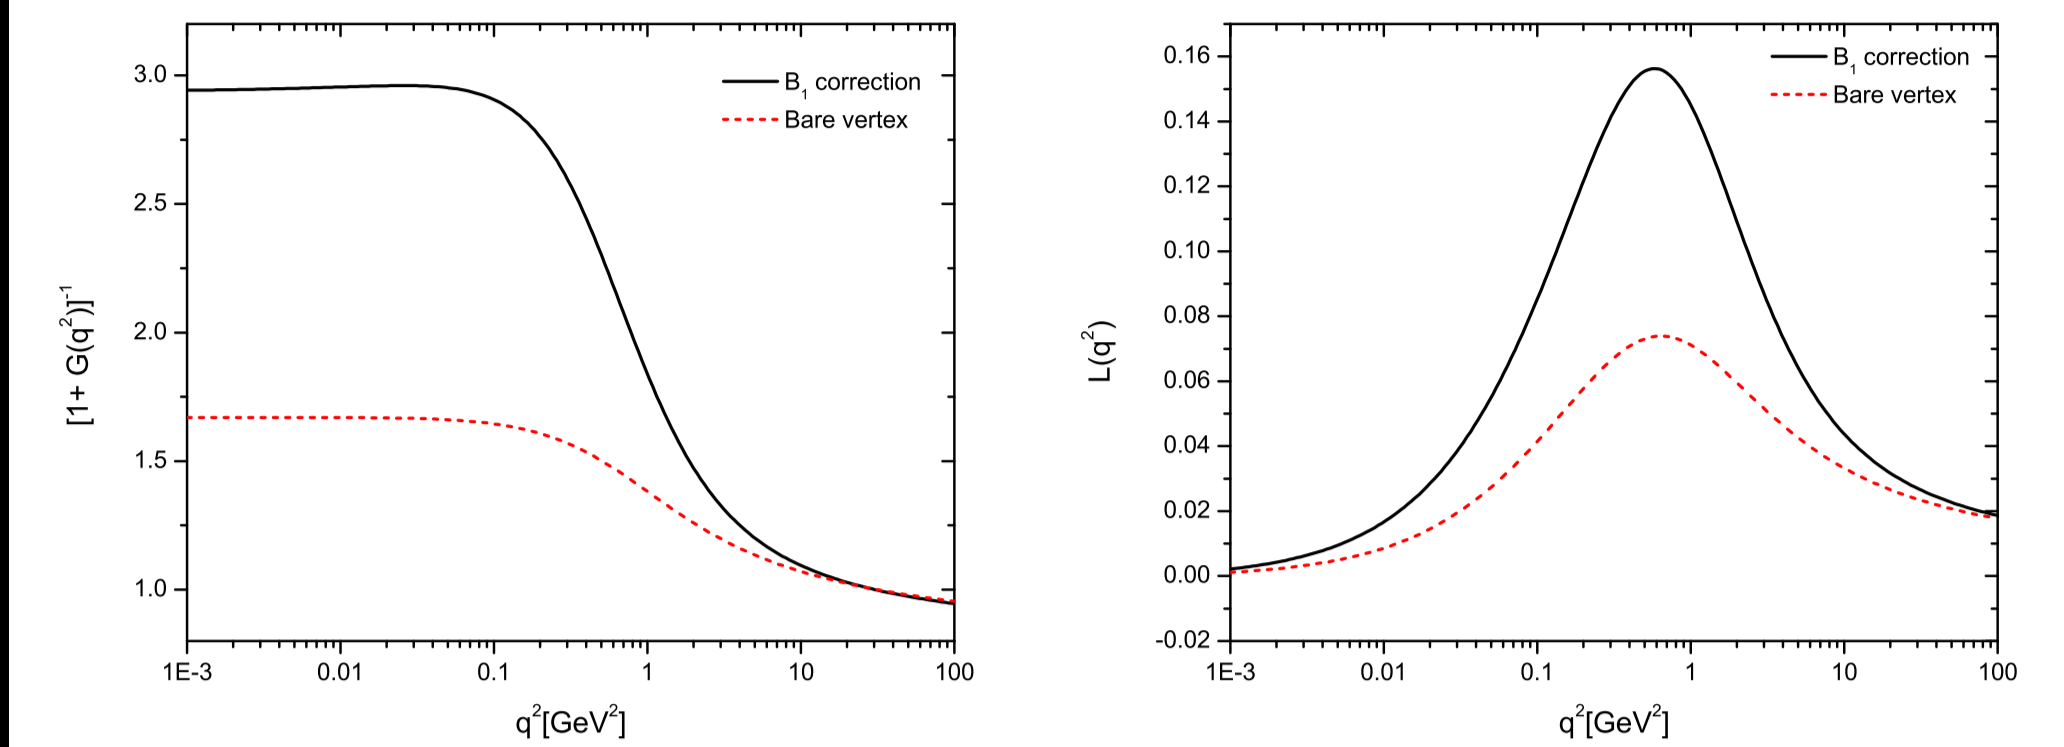 3.0
2.5
2.0
1.5
1.0
[1+ G(q²)]⁻¹
B₁ correction
Bare vertex
1E-3 0.01 0.1 1 10 100
q²[GeV²]
0.16
0.14
0.12
0.10
0.08
0.06
0.04
0.02
0.00
-0.02
L(q²)
B₁ correction
Bare vertex
1E-3 0.01 0.1 1 10 100
q²[GeV²]